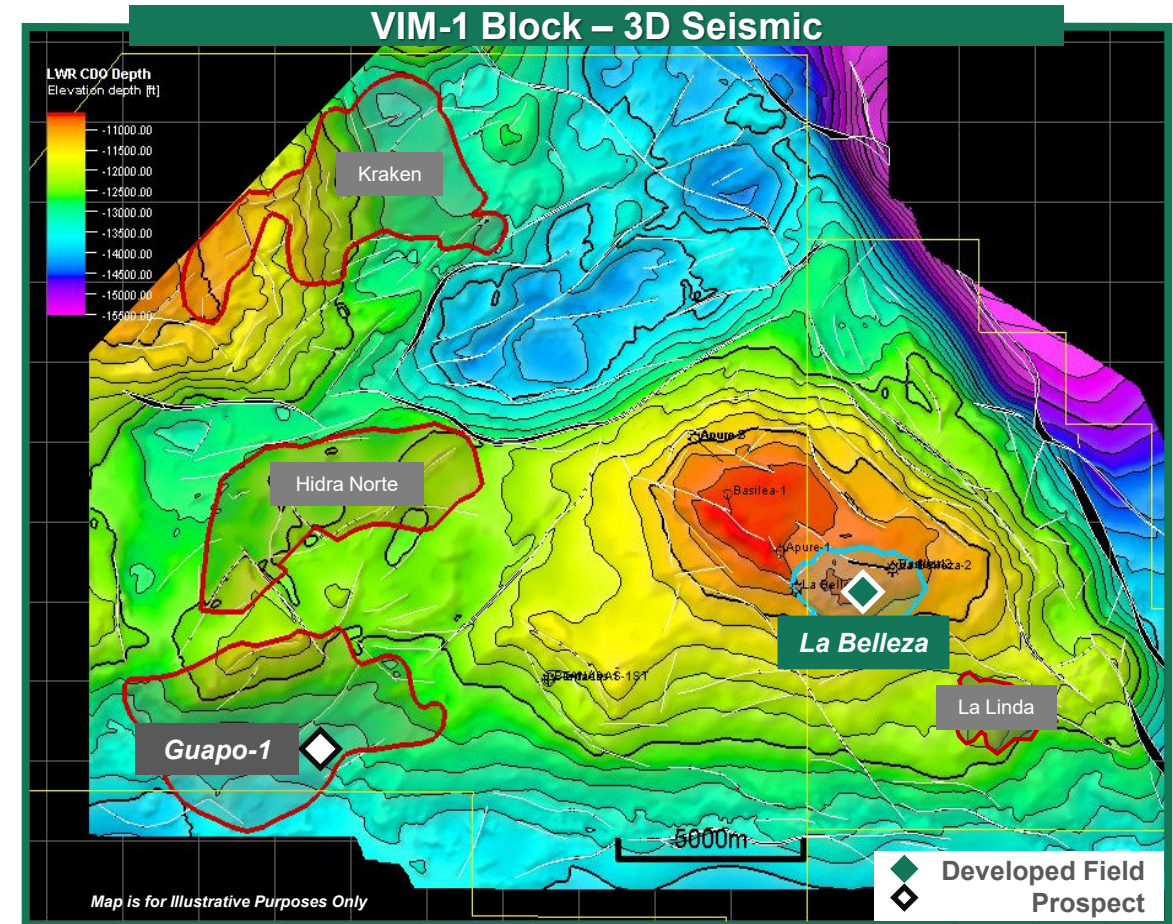 VIM-1 Block – 3D Seismic
LWR CDO Depth
Elevation depth [ft]
-11000.00
-11500.00
-12000.00
-12500.00
-13000.00
-13500.00
-14000.00
-14500.00
-15000.00
-15500.00
Kraken
Apure-2
Hidra Norte
Basilea-1
Apure-1
La Bell
La Belleza
La Linda
Guapo-1
5000m
Developed Field
Prospect
Map is for Illustrative Purposes Only